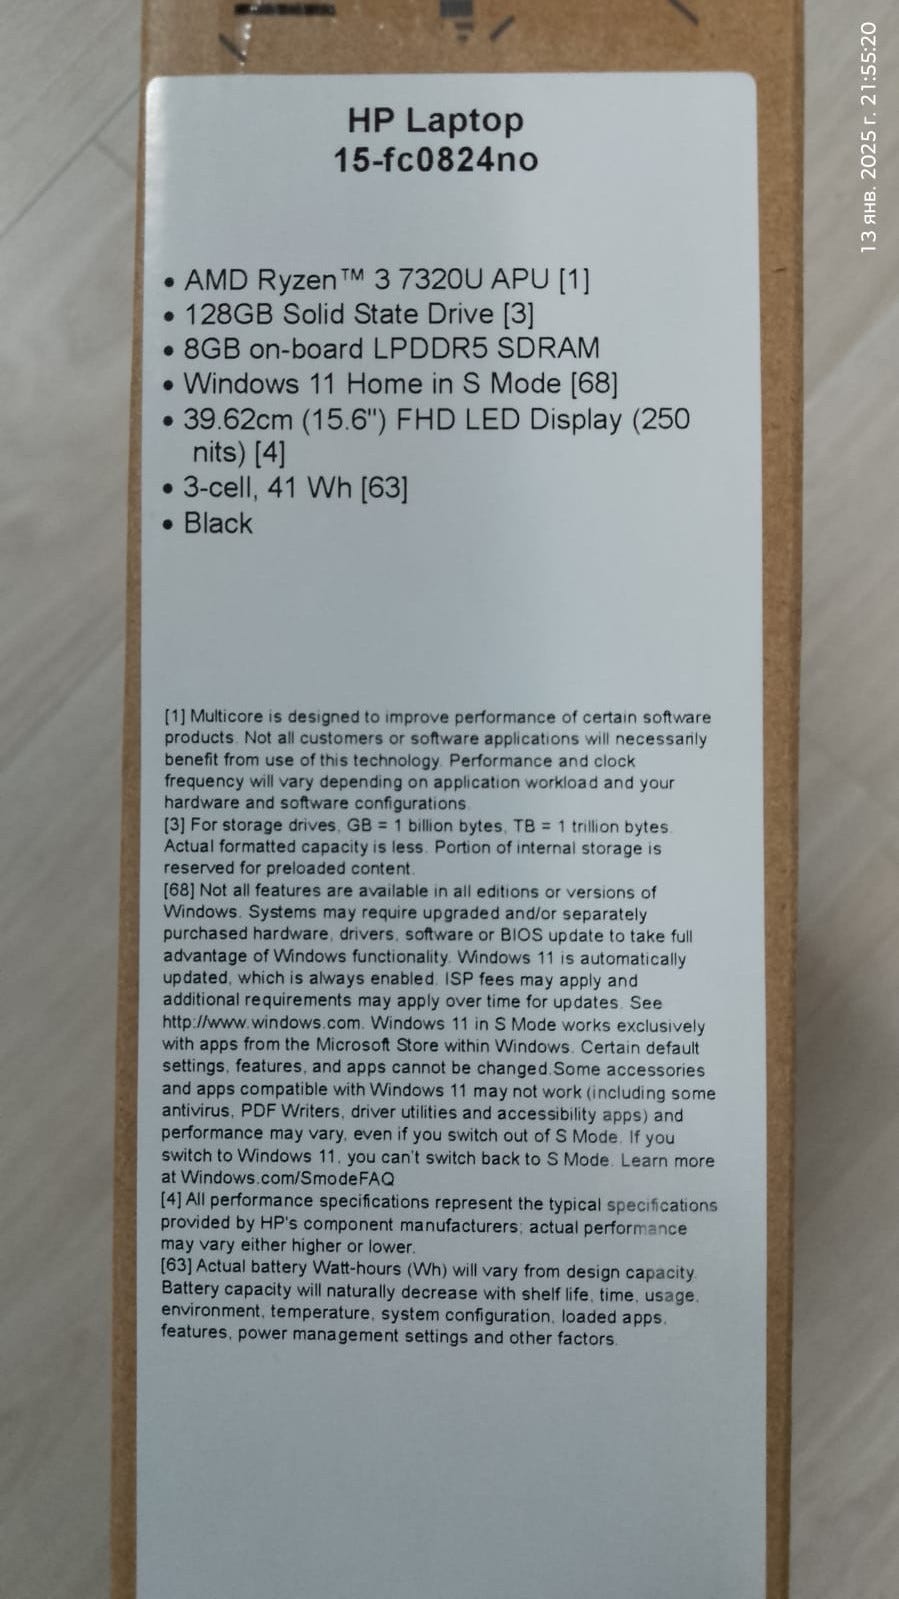 13 янв. 2025 г. 21:55:20
HP Laptop
15-fc0824no
• AMD Ryzen™ 3 7320U APU [1]
• 128GB Solid State Drive [3]
• 8GB on-board LPDDR5 SDRAM
• Windows 11 Home in S Mode [68]
• 39.62cm (15.6") FHD LED Display (250
nits) [4]
• 3-cell, 41 Wh [63]
• Black
[1] Multicore is designed to improve performance of certain software
products. Not all customers or software applications will necessarily
benefit from use of this technology. Performance and clock
frequency will vary depending on application workload and your
hardware and software configurations.
[3] For storage drives, GB = 1 billion bytes, TB = 1 trillion bytes.
Actual formatted capacity is less. Portion of internal storage is
reserved for preloaded content.
[68] Not all features are available in all editions or versions of
Windows. Systems may require upgraded and/or separately
purchased hardware, drivers, software or BIOS update to take full
advantage of Windows functionality. Windows 11 is automatically
updated, which is always enabled. ISP fees may apply and
additional requirements may apply over time for updates. See
http://www.windows.com. Windows 11 in S Mode works exclusively
with apps from the Microsoft Store within Windows. Certain default
settings, features, and apps cannot be changed.Some accessories
and apps compatible with Windows 11 may not work (including some
antivirus, PDF Writers, driver utilities and accessibility apps) and
performance may vary, even if you switch out of S Mode. If you
switch to Windows 11, you can't switch back to S Mode. Learn more
at Windows.com/SmodeFAQ
[4] All performance specifications represent the typical specifications
provided by HP's component manufacturers; actual performance
may vary either higher or lower.
[63] Actual battery Watt-hours (Wh) will vary from design capacity.
Battery capacity will naturally decrease with shelf life, time, usage,
environment, temperature, system configuration, loaded apps,
features, power management settings and other factors.